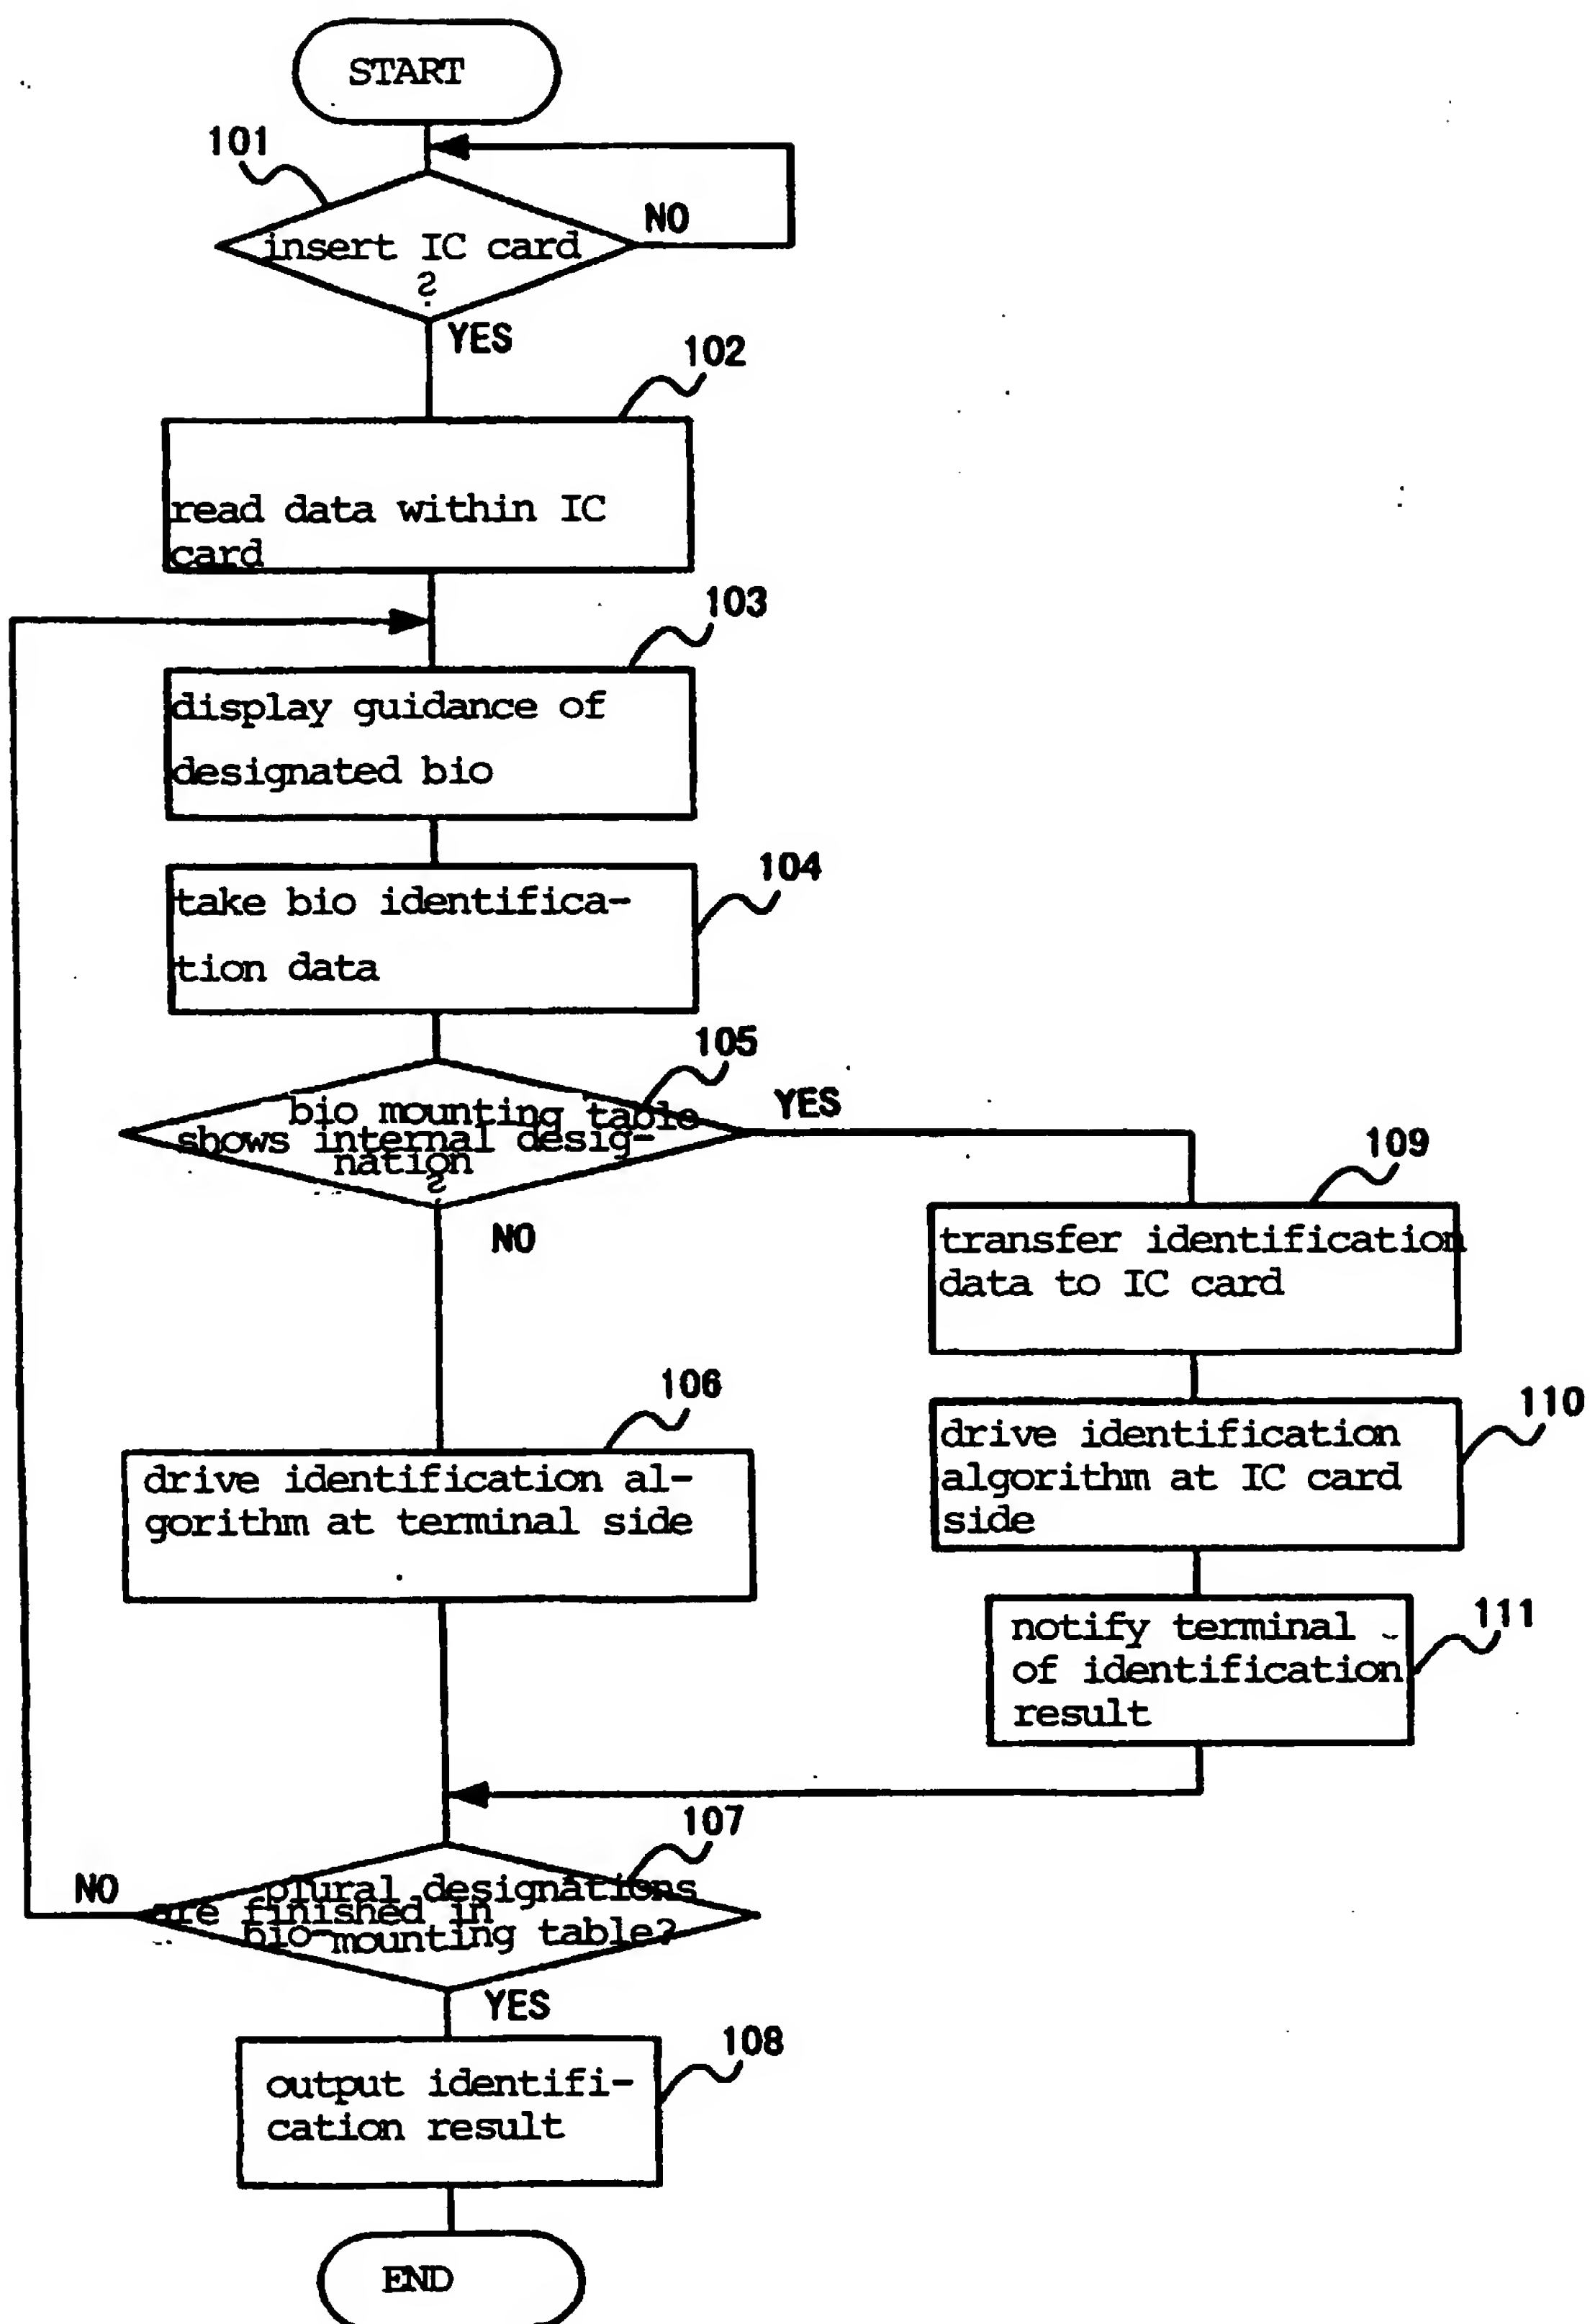 START
101
insert IC card
?
NO
YES
102
read data within IC
card
103
display guidance of
designated bio
104
take bio identifica-
tion data
105
bio mounting table
shows internal desig-
nation
?
YES
NO
109
transfer identification
data to IC card
106
drive identification al-
gorithm at terminal side
110
drive identification
algorithm at IC card
side
111
notify terminal
of identification
result
107
plural designations
are finished in
bio-mounting table?
NO
YES
108
output identifi-
cation result
END